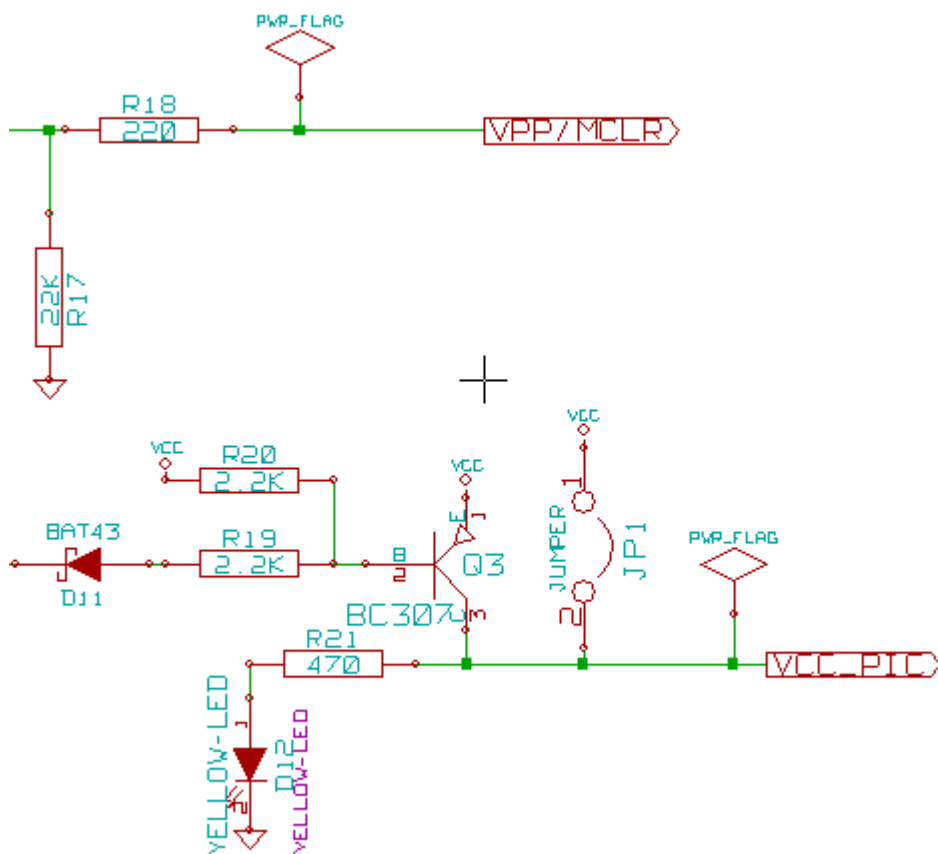 PWR_FLAG
R18
220
VPP/MCLR
22K
R17
VCC
VCC
R20
VCC
2.2K
1
E
1
JUMPER
JP1
BAT43
R19
B
PWR_FLAG
2.2K
2
Q3
D11
BC307
C
3
2
R21
470
VCC_PIC
YELLOW-LED
1
D12
YELLOW-LED
2